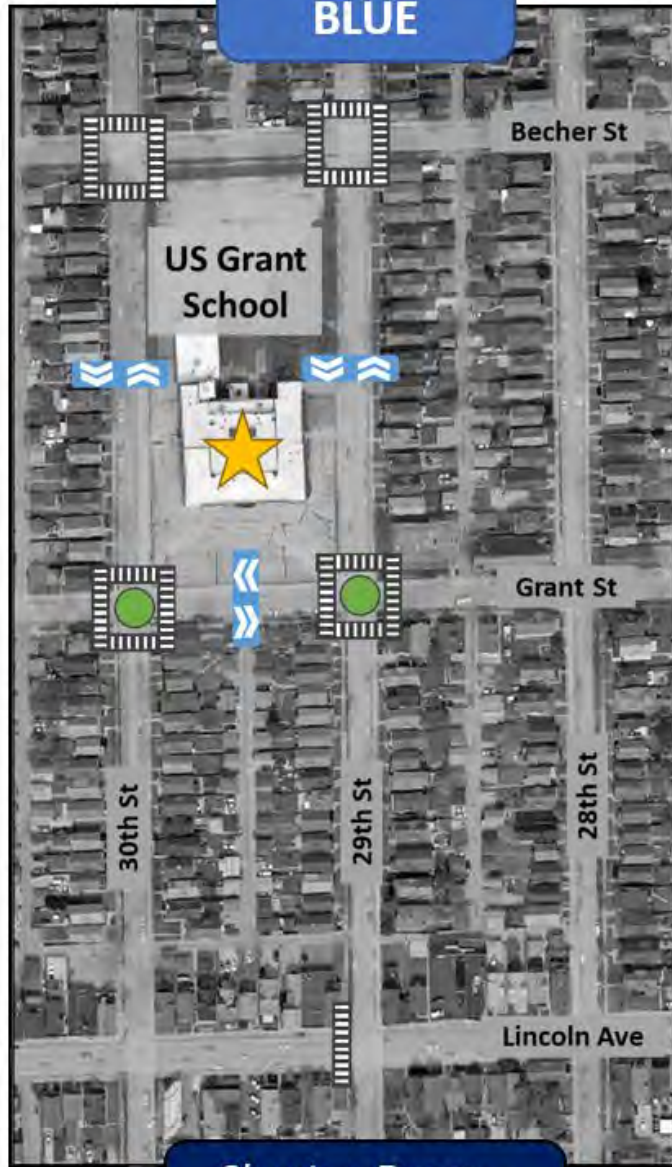 BLUE
Becher St
US Grant
School
Grant St
30th St
29th St
28th St
Lincoln Ave